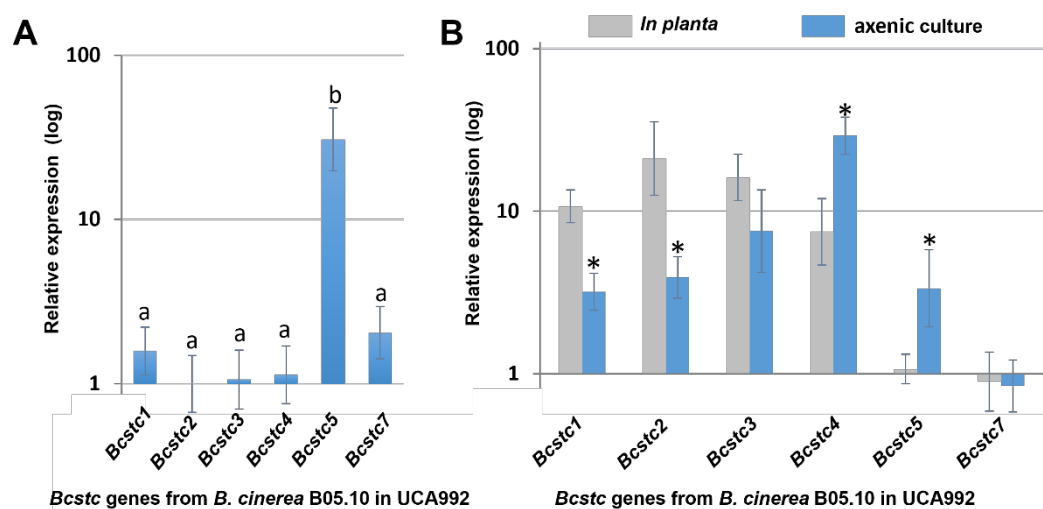 A
100
10
1
Relative expression (log)
a
a
a
a
b
a
Bcstc1
Bcstc2
Bcstc3
Bcstc4
Bcstc5
Bcstc7
Bcstc genes from B. cinerea B05.10 in UCA992
B
In planta
axenic culture
100
10
1
Relative expression (log)
*
*
*
*
Bcstc1
Bcstc2
Bcstc3
Bcstc4
Bcstc5
Bcstc7
Bcstc genes from B. cinerea B05.10 in UCA992